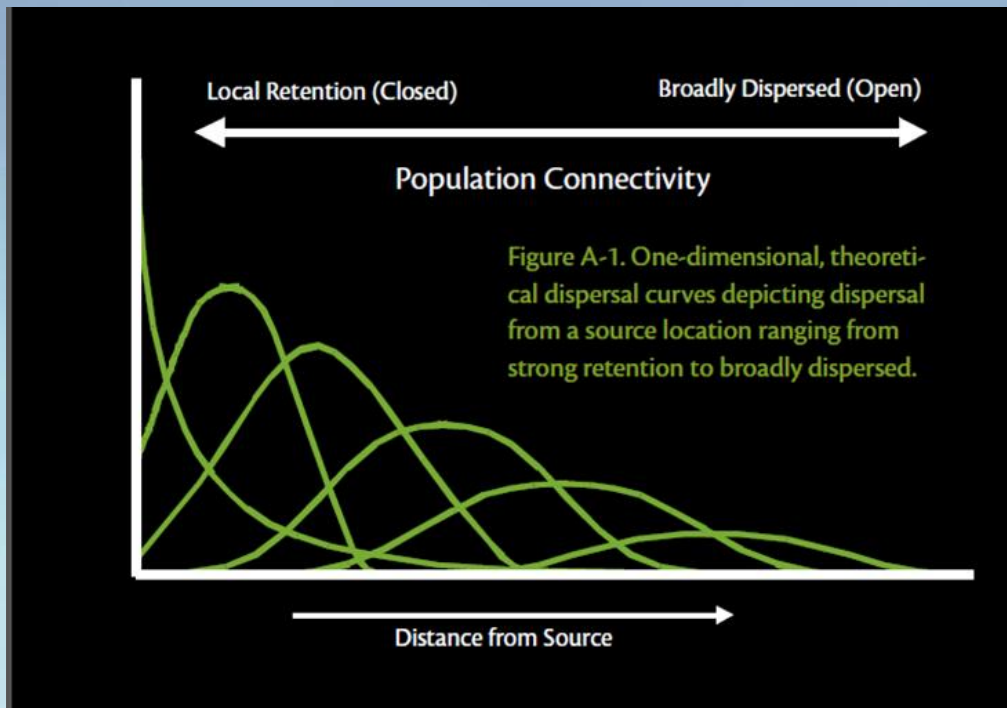 Local Retention (Closed)
Broadly Dispersed (Open)
Population Connectivity
Figure A-1. One-dimensional, theoreti-
cal dispersal curves depicting dispersal
from a source location ranging from
strong retention to broadly dispersed.
Distance from Source